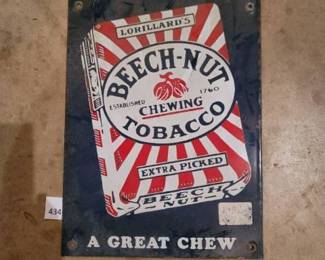 LORILLARD'S
BEECH-NUT
ESTABLISHED 1760
CHEWING
TOBACCO
EXTRA PICKED
BEECH
NUT
A GREAT CHEW
434